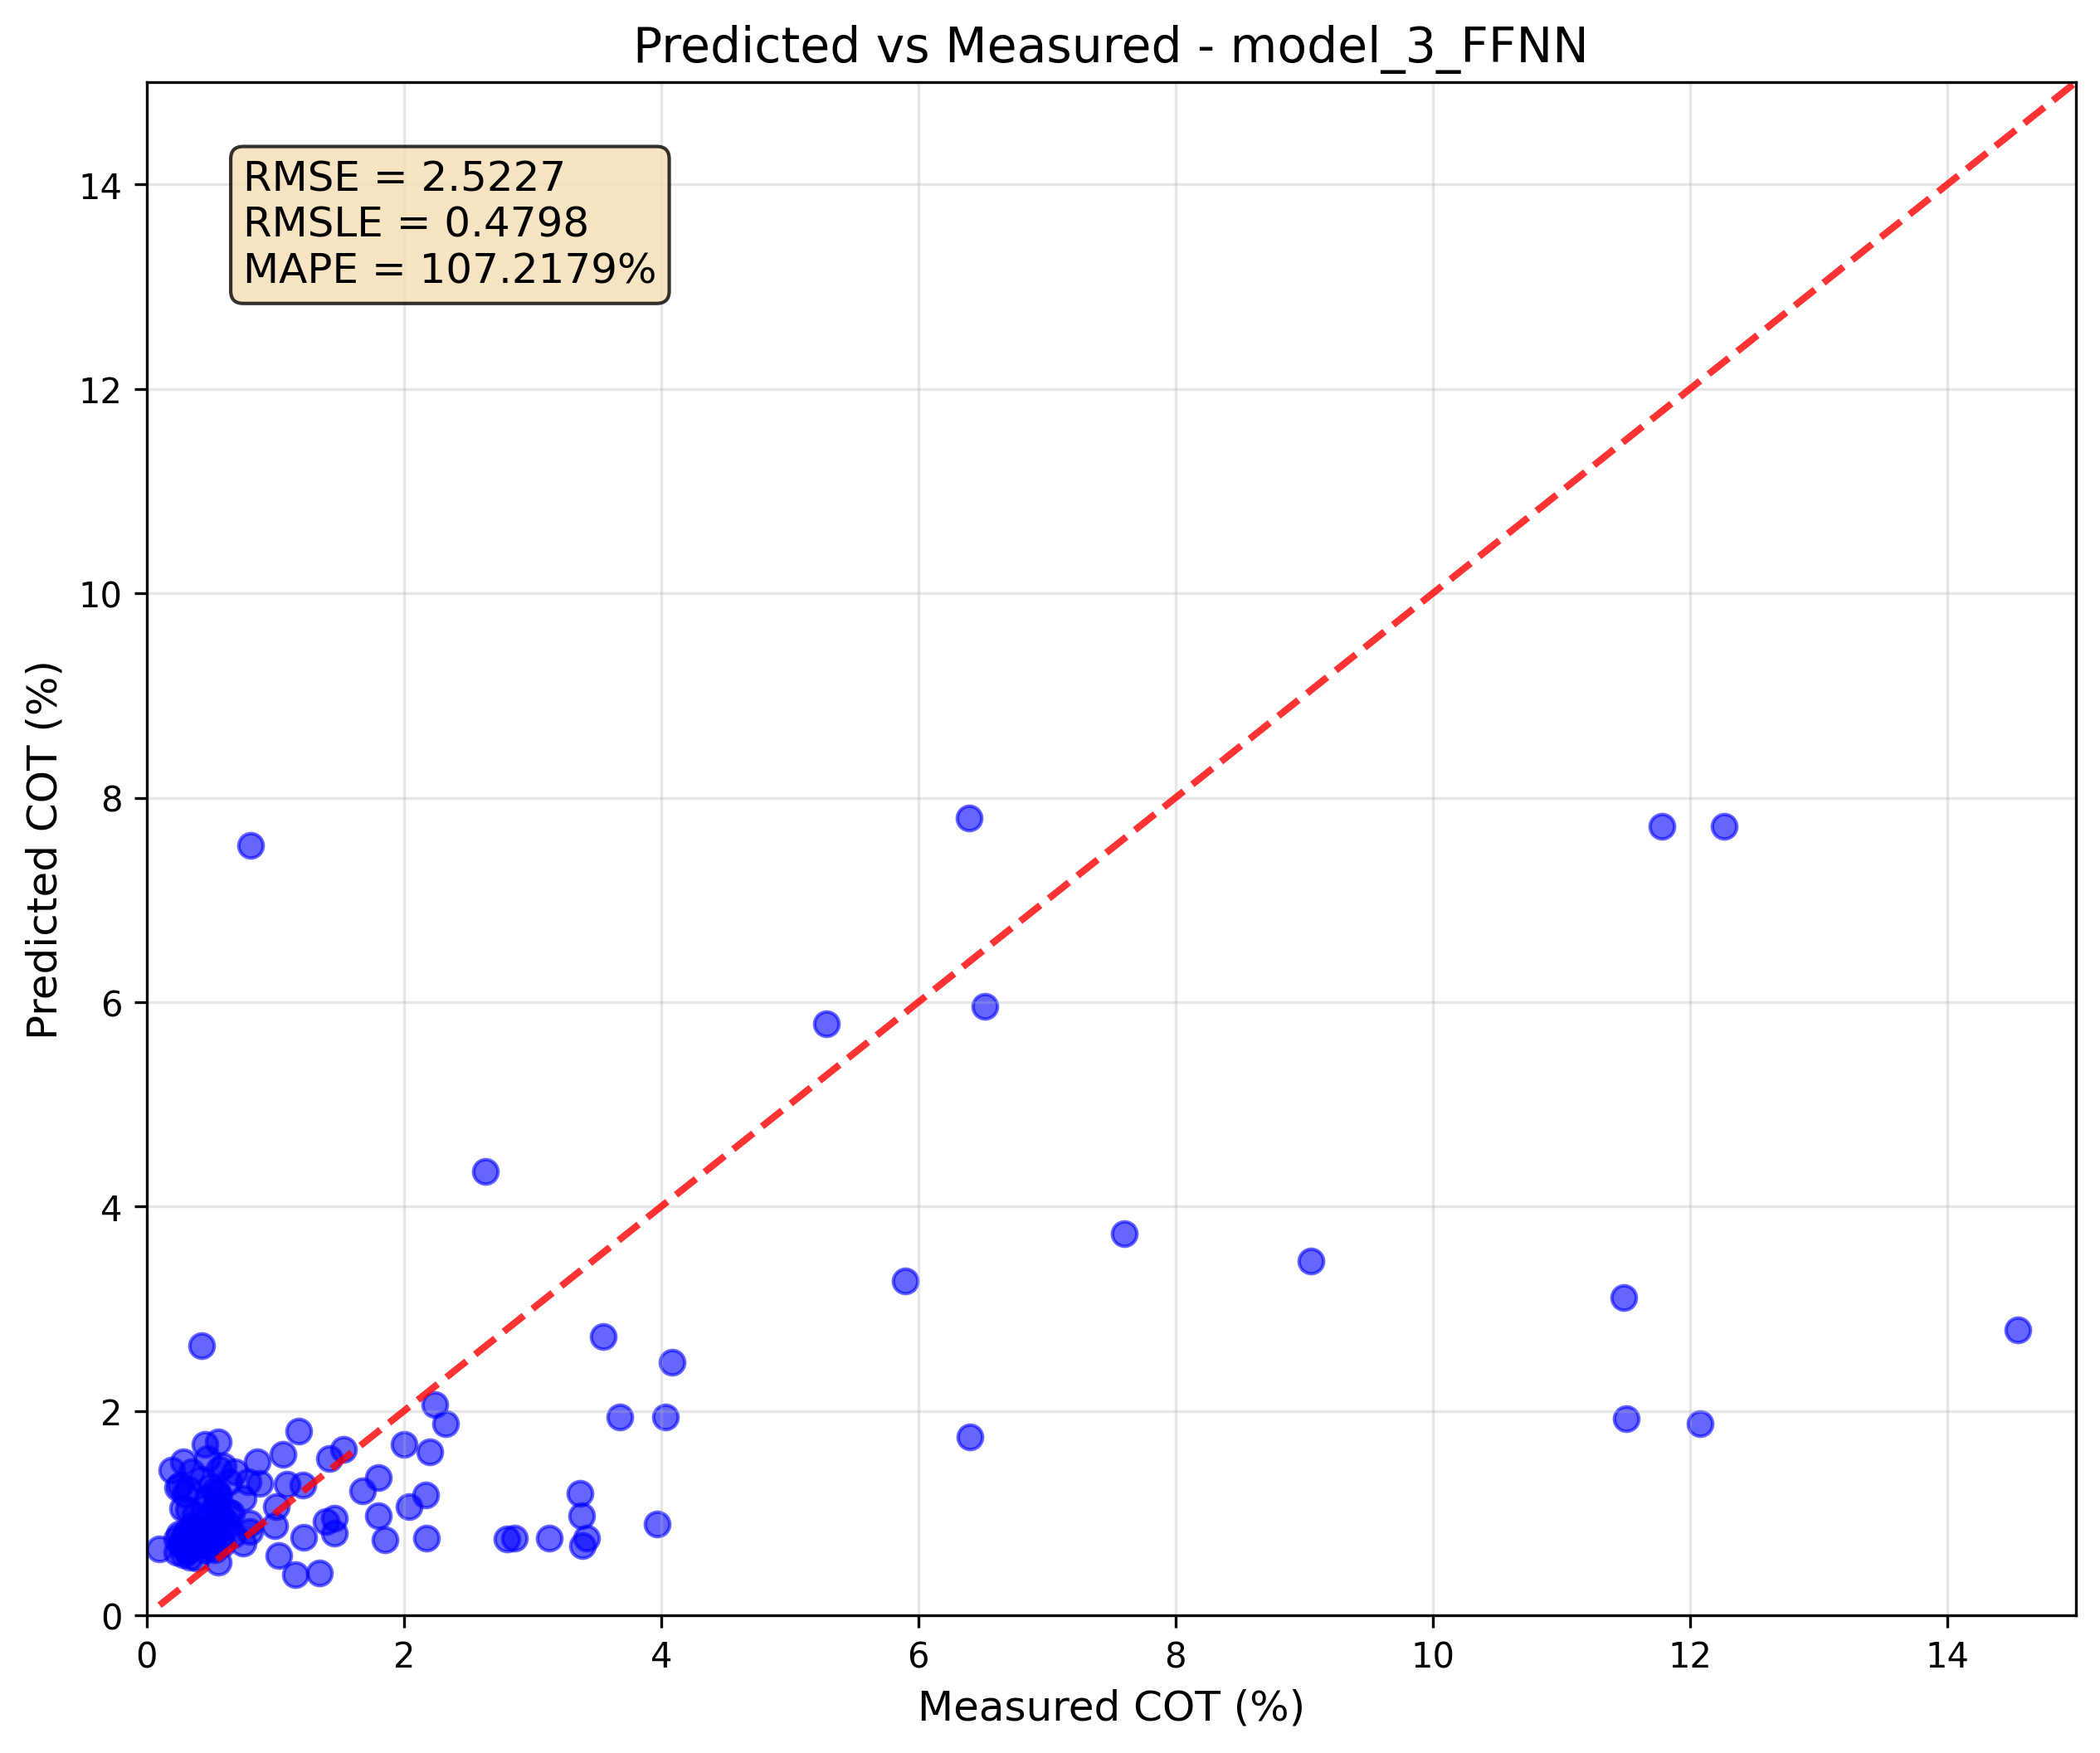 Predicted vs Measured - model_3_FFNN
RMSE = 2.5227
RMSLE = 0.4798
MAPE = 107.2179%
Predicted COT (%)
14
12
10
8
6
4
2
0
0 2 4 6 8 10 12 14
Measured COT (%)